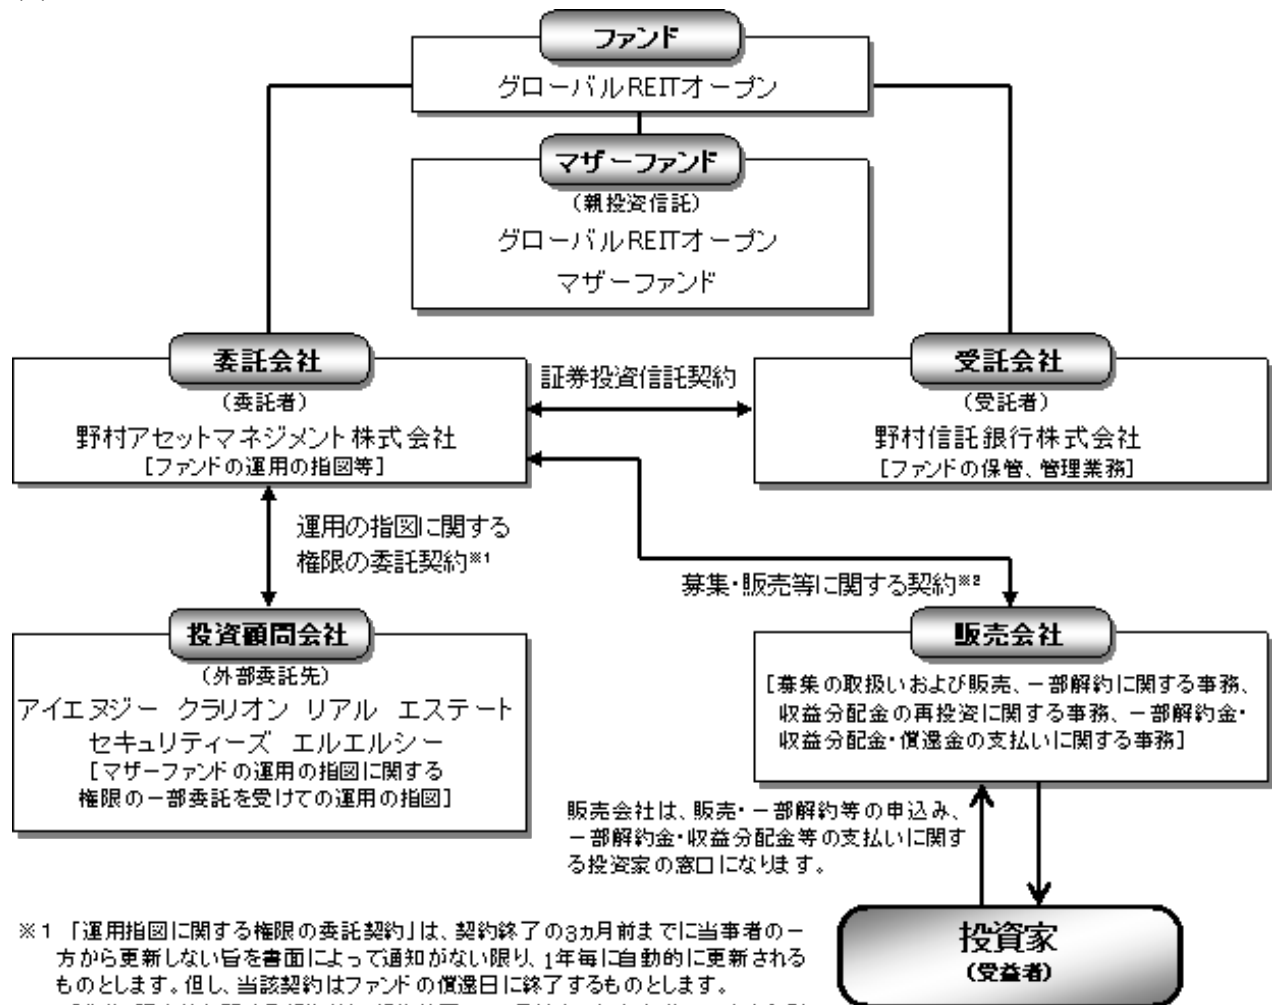 ファンド
グローバルREITオープン
マザーファンド
（親投資信託）
グローバルREITオープン
マザーファンド
委託会社
（委託者）
野村アセットマネジメント株式会社
［ファンドの運用の指図等］
証券投資信託契約
受託会社
（受託者）
野村信託銀行株式会社
［ファンドの保管、管理業務］
運用の指図に関する
権限の委託契約※1
募集・販売等に関する契約※2
投資顧問会社
（外部委託先）
アイエヌジー クラリオン リアル エステート
セキュリティーズ エルエルシー
［マザーファンドの運用の指図に関する
権限の一部委託を受けての運用の指図］
販売会社
［募集の取扱いおよび販売、一部解約に関する事務、
収益分配金の再投資に関する事務、一部解約金・
収益分配金・償還金の支払いに関する事務］
販売会社は、販売・一部解約等の申込み、
一部解約金・収益分配金等の支払いに関す
る投資家の窓口になります。
投資家
（受益者）
※1 「運用指図に関する権限の委託契約」は、契約終了の3ヵ月前までに当事者の一
方から更新しない旨を書面によって通知がない限り、1年毎に自動的に更新される
ものとします。但し、当該契約はファンドの償還日に終了するものとします。